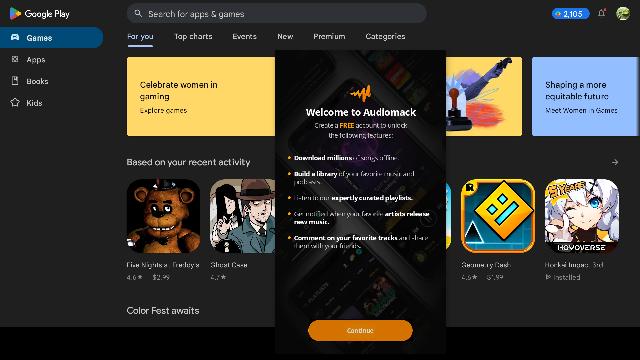 Google Play
Search for apps & games
2,105
Games
Apps
Books
Kids
For you
Top charts
Events
New
Premium
Categories
Celebrate women in
gaming
Explore games
Shaping a more
equitable future
Meet Women in Games
Welcome to Audiomack
Create a FREE account to unlock
the following features:
Download millions of songs offline.
Build a library of your favorite music and
podcasts.
Listen to our expertly curated playlists.
Get notified when your favorite artists release
new music.
Comment on your favorite tracks and share
them with your friends.
Continue
Based on your recent activity
Five Nights a Freddy's
4.6★ $2.99
Ghost Case
4.7★
Geometry Dash
4.6★ $1.99
HOYOVERSE
Honkai Impact 3rd
Installed
Color Fest awaits